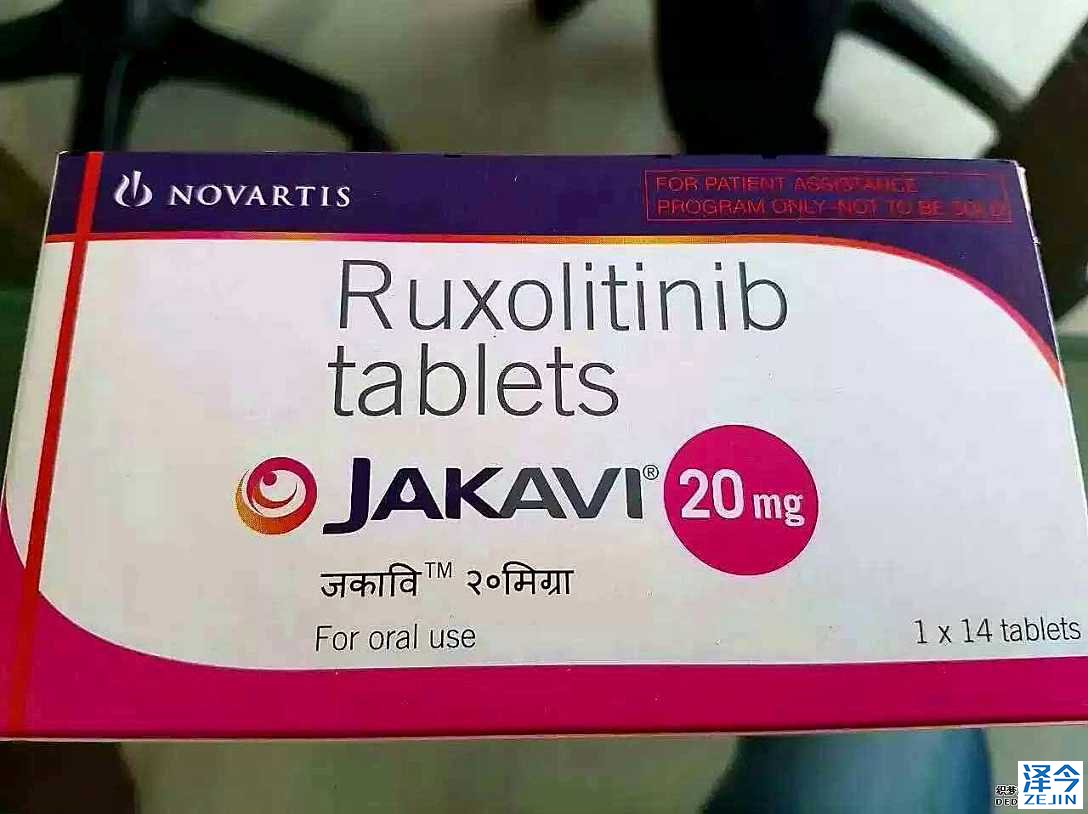 NOVARTIS
FOR PATIENT ASSISTANCE
PROGRAM ONLY-NOT TO BE SOLD
Ruxolitinib
tablets
JAKAVI® 20 mg
जकावि™ २०मिग्रा
For oral use
1 x 14 tablets
泽今
ZEJIN